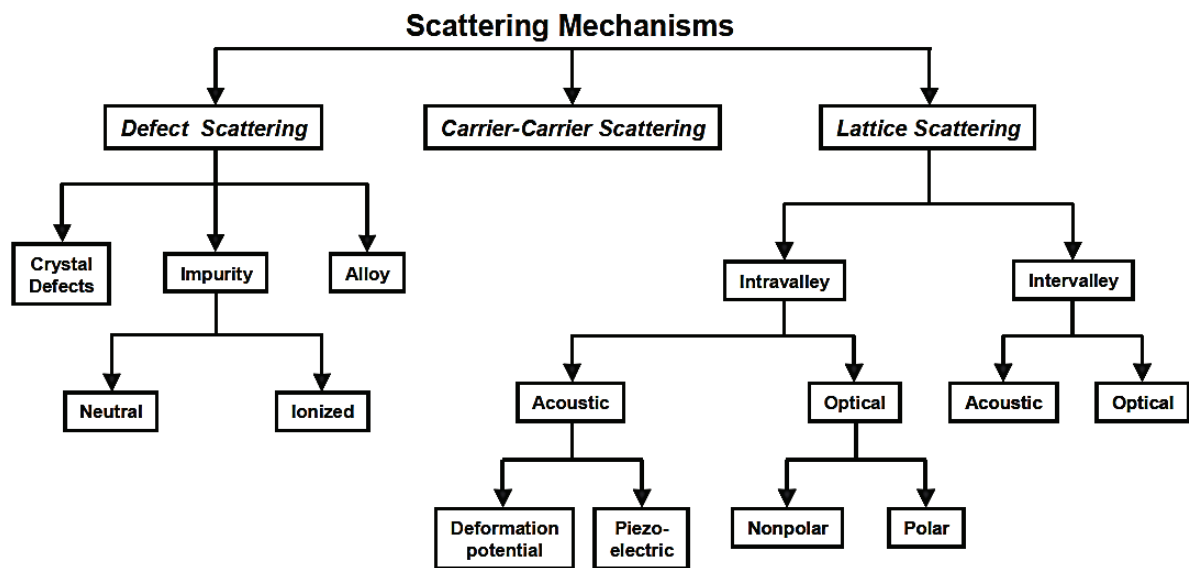 Scattering Mechanisms
Defect Scattering
Carrier-Carrier Scattering
Lattice Scattering
Crystal
Defects
Impurity
Alloy
Intravalley
Intervalley
Neutral
Ionized
Acoustic
Optical
Acoustic
Optical
Deformation
potential
Piezo-
electric
Nonpolar
Polar